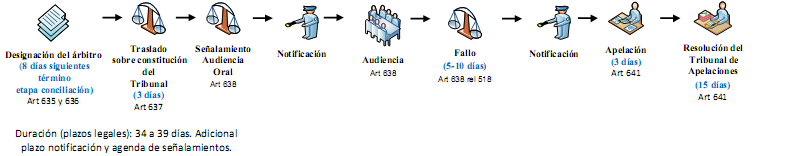 Designación del árbitro
(8 días siguientes
término
etapa conciliación)
Art 635 y 636
Traslado
sobre constitución
del
Tribunal
(3 días)
Art 637
Señalamiento
Audiencia
Oral
Art 638
Notificación
Audiencia
Art 638
Fallo
(5-10 días)
Art 638 rel 518
Notificación
Apelación
(3 días)
Art 641
Resolución del
Tribunal de
Apelaciones
(15 días)
Art 641
Duración (plazos legales): 34 a 39 días. Adicional
plazo notificación y agenda de señalamientos.